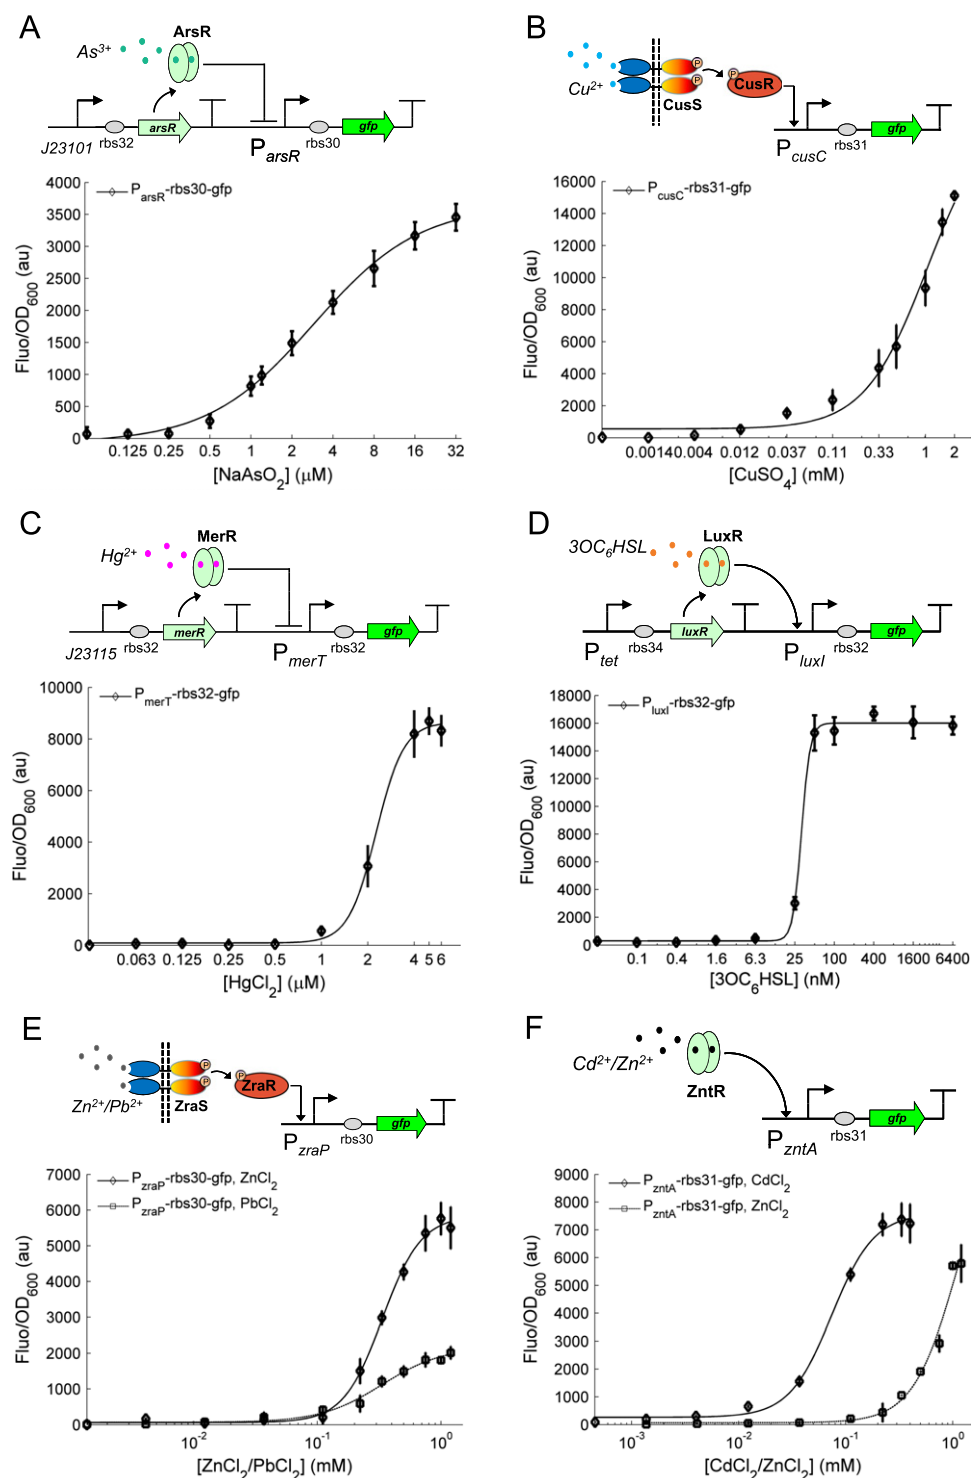 A
As3+
ArsR
J23101
rbs32
arsR
ParsR
rbs30
gfp
ParsR-rbs30-gfp
Fluo/OD600 (au)
4000
3500
3000
2500
2000
1500
1000
500
0
0.125 0.25 0.5 1 2 4 8 16 32
[NaAsO2] (μM)
B
Cu2+
P
P
CusS
P
CusR
PcusC
rbs31
gfp
PcusC-rbs31-gfp
Fluo/OD600 (au)
16000
14000
12000
10000
8000
6000
4000
2000
0
0.0014 0.004 0.012 0.037 0.11 0.33 1 2
[CuSO4] (mM)
C
Hg2+
MerR
J23115
rbs32
merR
PmerT
rbs32
gfp
PmerT-rbs32-gfp
Fluo/OD600 (au)
10000
8000
6000
4000
2000
0
0.063 0.125 0.25 0.5 1 2 4 5 6
[HgCl2] (μM)
D
3OC6HSL
LuxR
Ptet
rbs34
luxR
PluxI
rbs32
gfp
PluxI-rbs32-gfp
Fluo/OD600 (au)
18000
16000
14000
12000
10000
8000
6000
4000
2000
0
0.1 0.4 1.6 6.3 25 100 400 1600 6400
[3OC6HSL] (nM)
E
Zn2+/Pb2+
P
P
ZraS
P
ZraR
PzraP
rbs30
gfp
PzraP-rbs30-gfp, ZnCl2
PzraP-rbs30-gfp, PbCl2
Fluo/OD600 (au)
7000
6000
5000
4000
3000
2000
1000
0
10-2 10-1 100
[ZnCl2/PbCl2] (mM)
F
Cd2+/Zn2+
ZntR
PzntA
rbs31
gfp
PzntA-rbs31-gfp, CdCl2
PzntA-rbs31-gfp, ZnCl2
Fluo/OD600 (au)
9000
8000
7000
6000
5000
4000
3000
2000
1000
0
10-3 10-2 10-1 100
[CdCl2/ZnCl2] (mM)